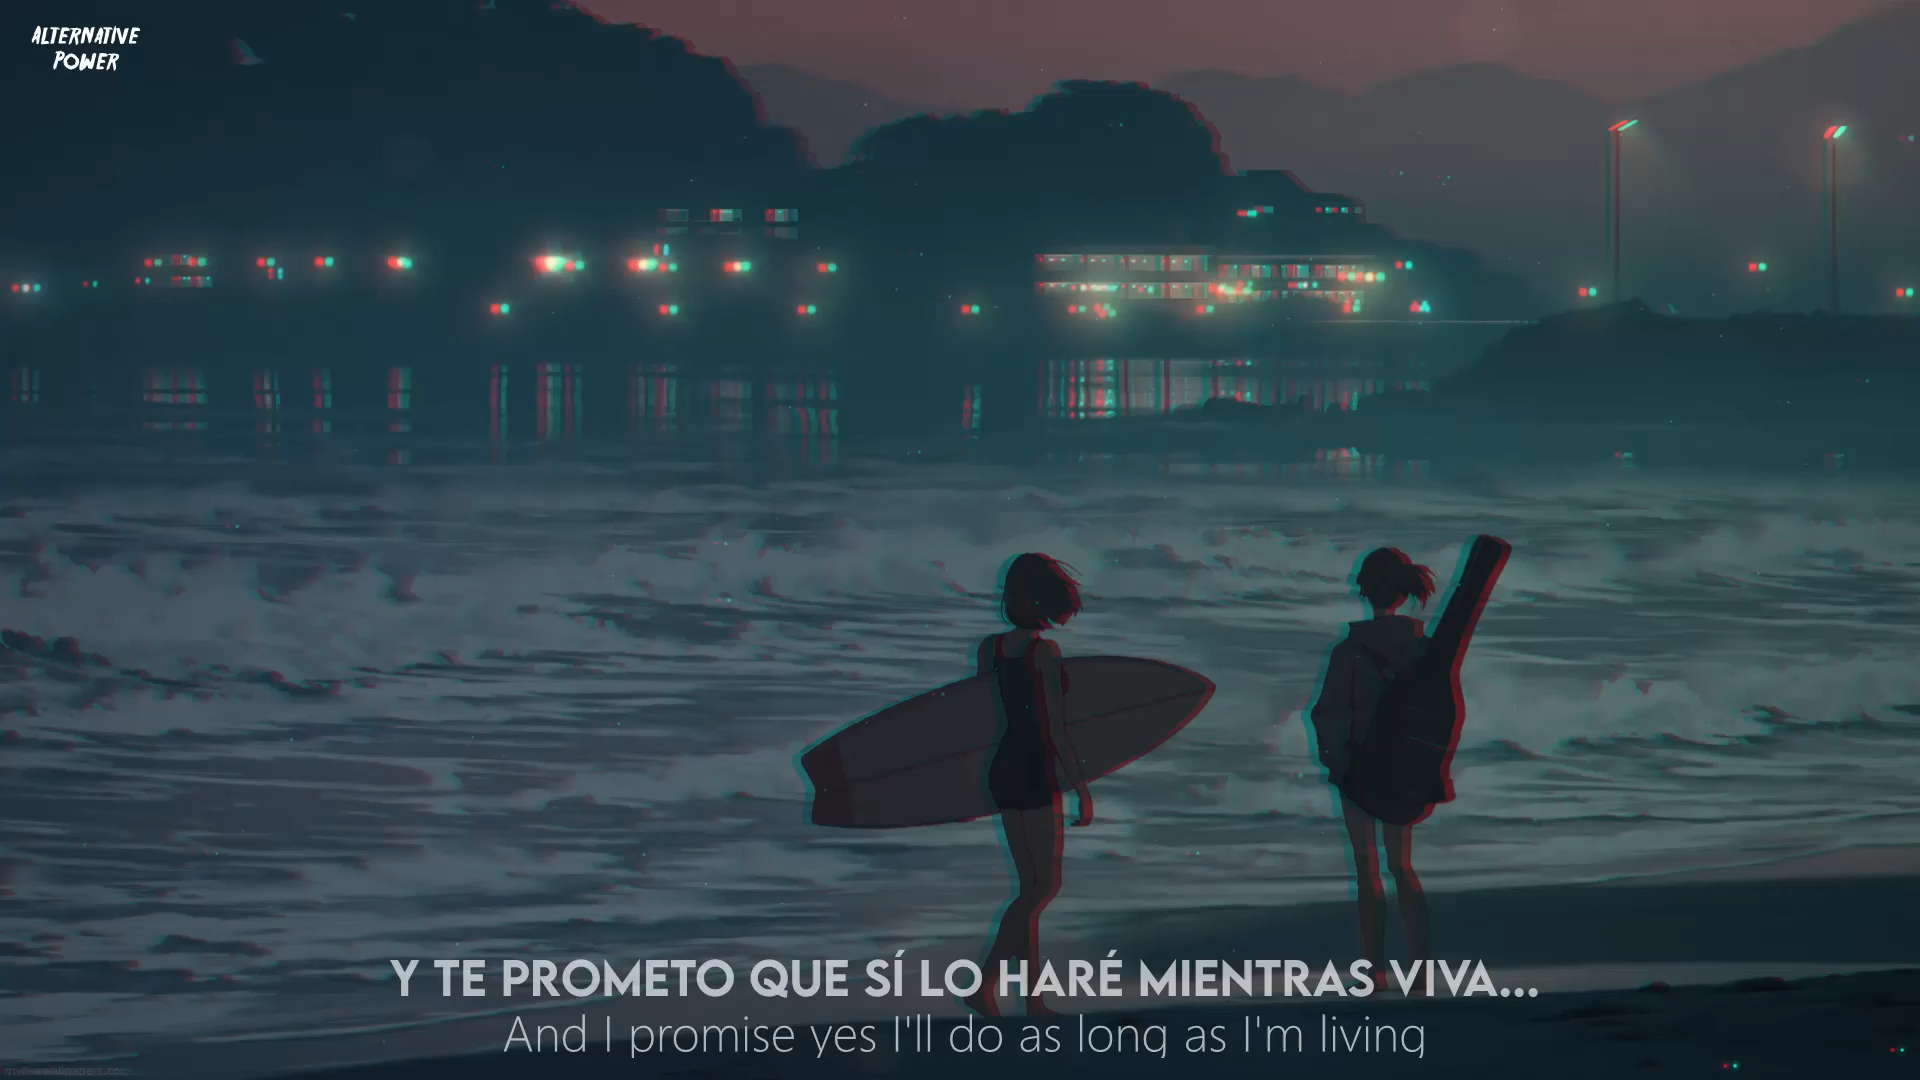 ALTERNATIVE
POWER
Y TE PROMETO QUE SÍ LO HARÉ MIENTRAS VIVA...
And I promise yes I'll do as long as I'm living